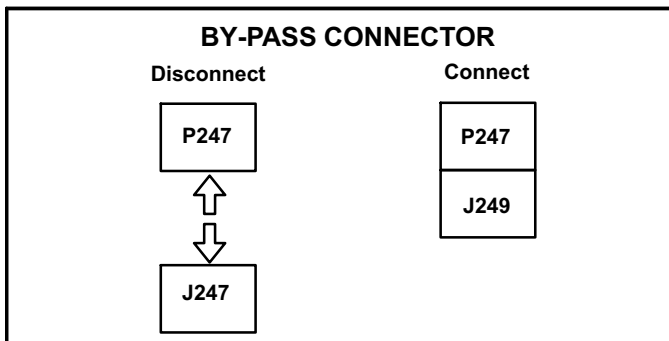 BY-PASS CONNECTOR
Disconnect
Connect
P247
P247
J249
J247